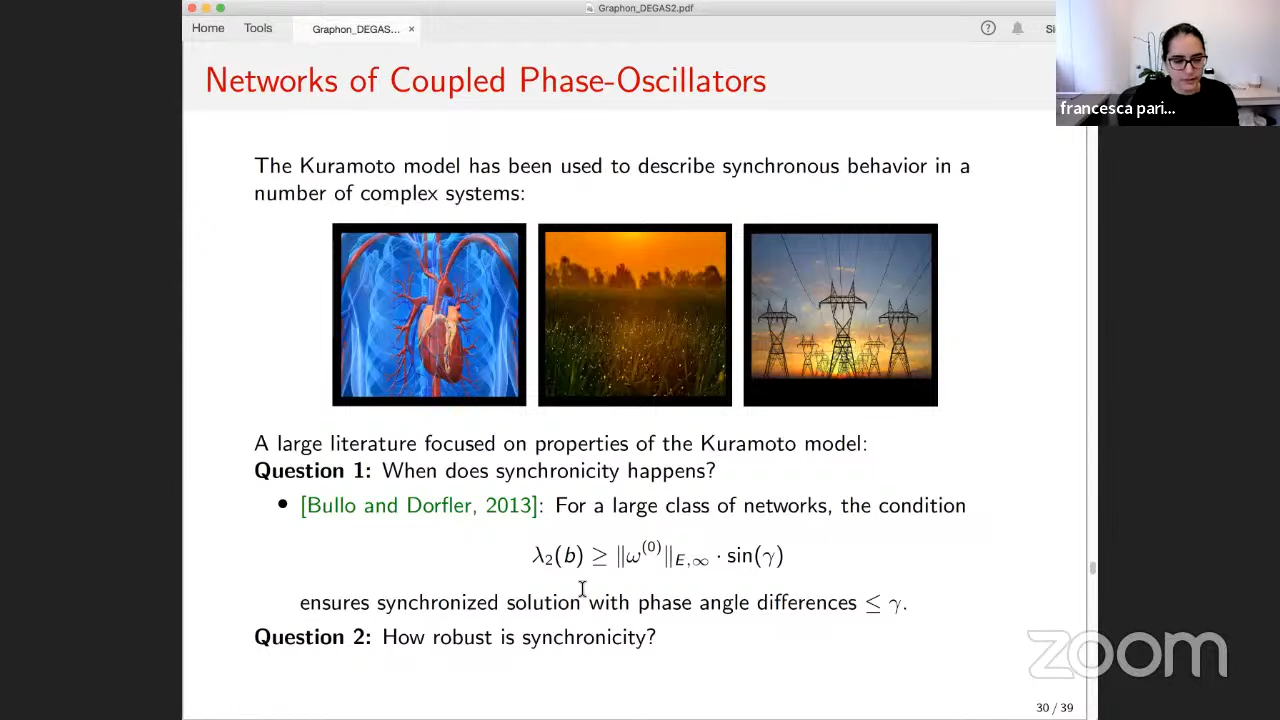 Graphon_DEGAS2.pdf
Home Tools Graphon_DEGAS... × ? Si
Networks of Coupled Phase-Oscillators
francesca pari...
The Kuramoto model has been used to describe synchronous behavior in a
number of complex systems:
A large literature focused on properties of the Kuramoto model:
Question 1: When does synchronicity happens?
• [Bullo and Dorfler, 2013]: For a large class of networks, the condition
λ₂(b) ≥ ‖ω⁽⁰⁾‖_{E,∞} · sin(γ)
ensures synchronized solution with phase angle differences ≤ γ.
Question 2: How robust is synchronicity?
zoom
30 / 39